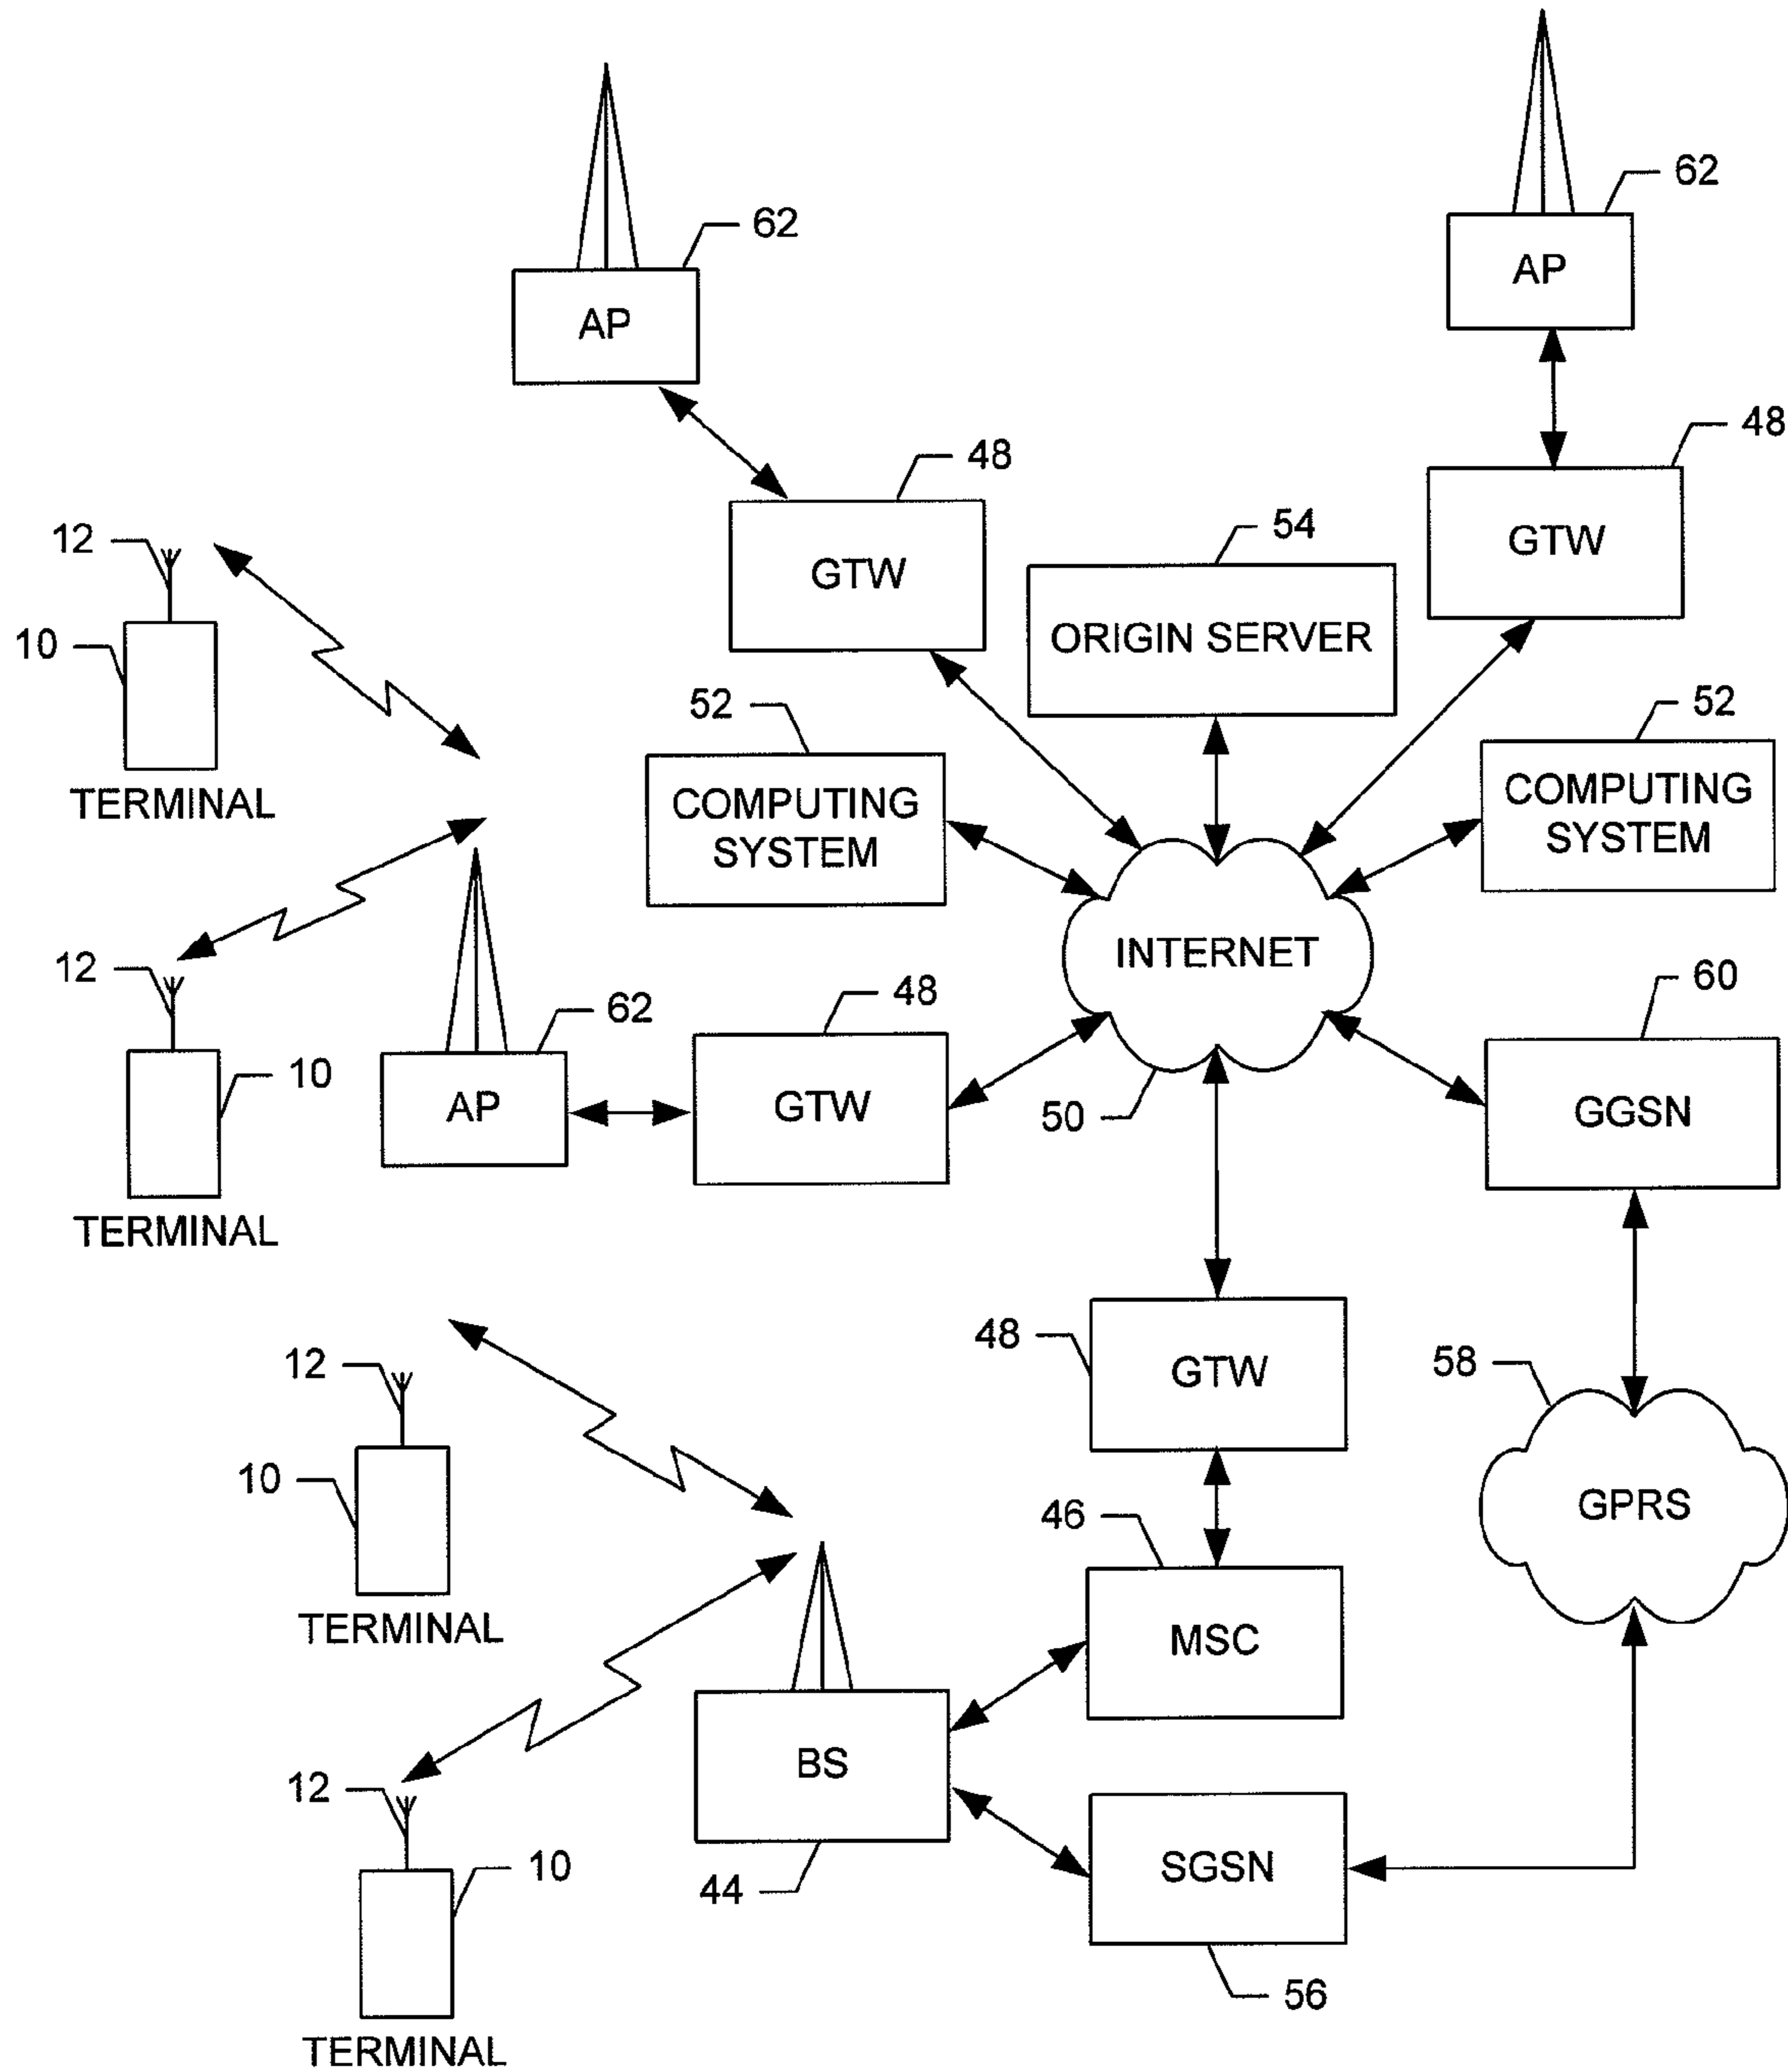 62
AP
62
AP
48
GTW
48
GTW
54
ORIGIN SERVER
12
10
TERMINAL
52
COMPUTING
SYSTEM
52
COMPUTING
SYSTEM
INTERNET
50
12
10
TERMINAL
62
AP
48
GTW
60
GGSN
48
GTW
58
GPRS
12
10
TERMINAL
46
MSC
BS
44
SGSN
56
12
10
TERMINAL